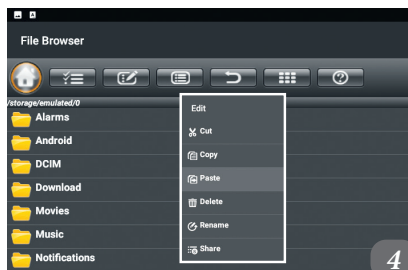 File Browser
/storage/emulated/0
Alarms
Android
DCIM
Download
Movies
Music
Notifications
Edit
Cut
Copy
Paste
Delete
Rename
Share
4